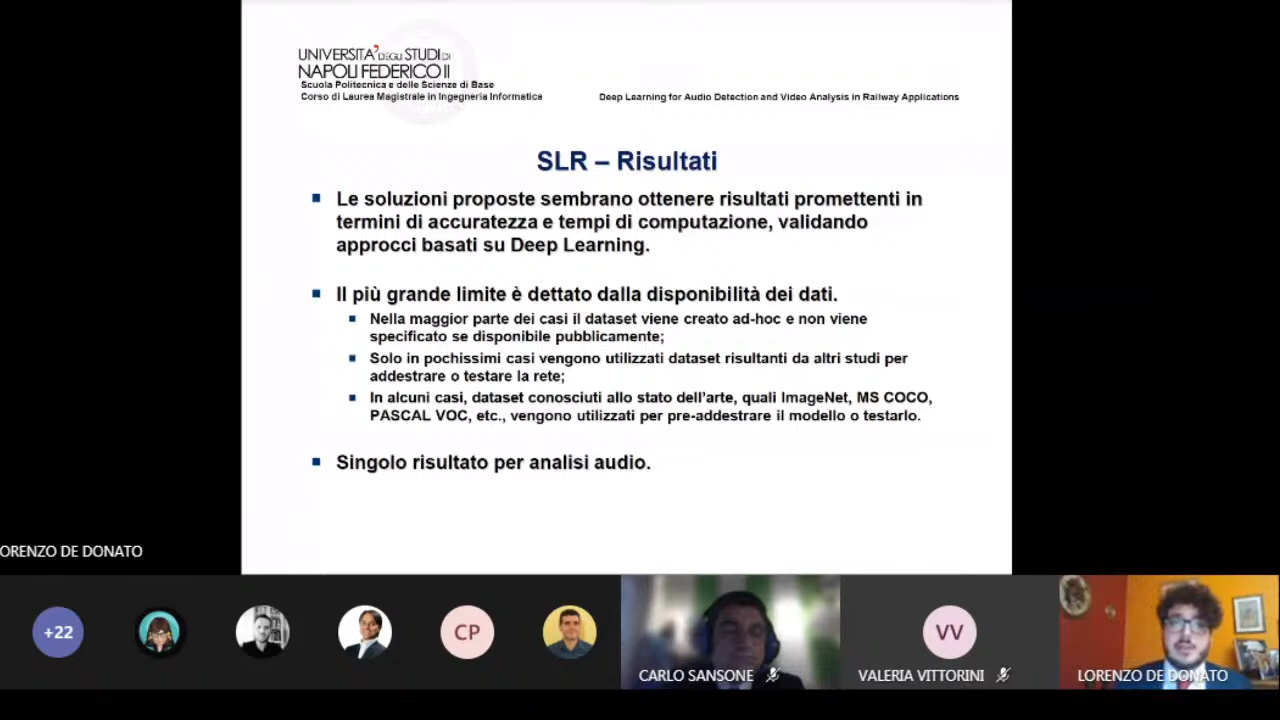 UNIVERSITA' DEGLI STUDI DI
NAPOLI FEDERICO II
Scuola Politecnica e delle Scienze di Base
Corso di Laurea Magistrale in Ingegneria Informatica
Deep Learning for Audio Detection and Video Analysis in Railway Applications
SLR – Risultati
Le soluzioni proposte sembrano ottenere risultati promettenti in
termini di accuratezza e tempi di computazione, validando
approcci basati su Deep Learning.
Il più grande limite è dettato dalla disponibilità dei dati.
Nella maggior parte dei casi il dataset viene creato ad-hoc e non viene
specificato se disponibile pubblicamente;
Solo in pochissimi casi vengono utilizzati dataset risultanti da altri studi per
addestrare o testare la rete;
In alcuni casi, dataset conosciuti allo stato dell'arte, quali ImageNet, MS COCO,
PASCAL VOC, etc., vengono utilizzati per pre-addestrare il modello o testarlo.
Singolo risultato per analisi audio.
ORENZO DE DONATO
+22
CP
VV
CARLO SANSONE
VALERIA VITTORINI
LORENZO DE DONATO